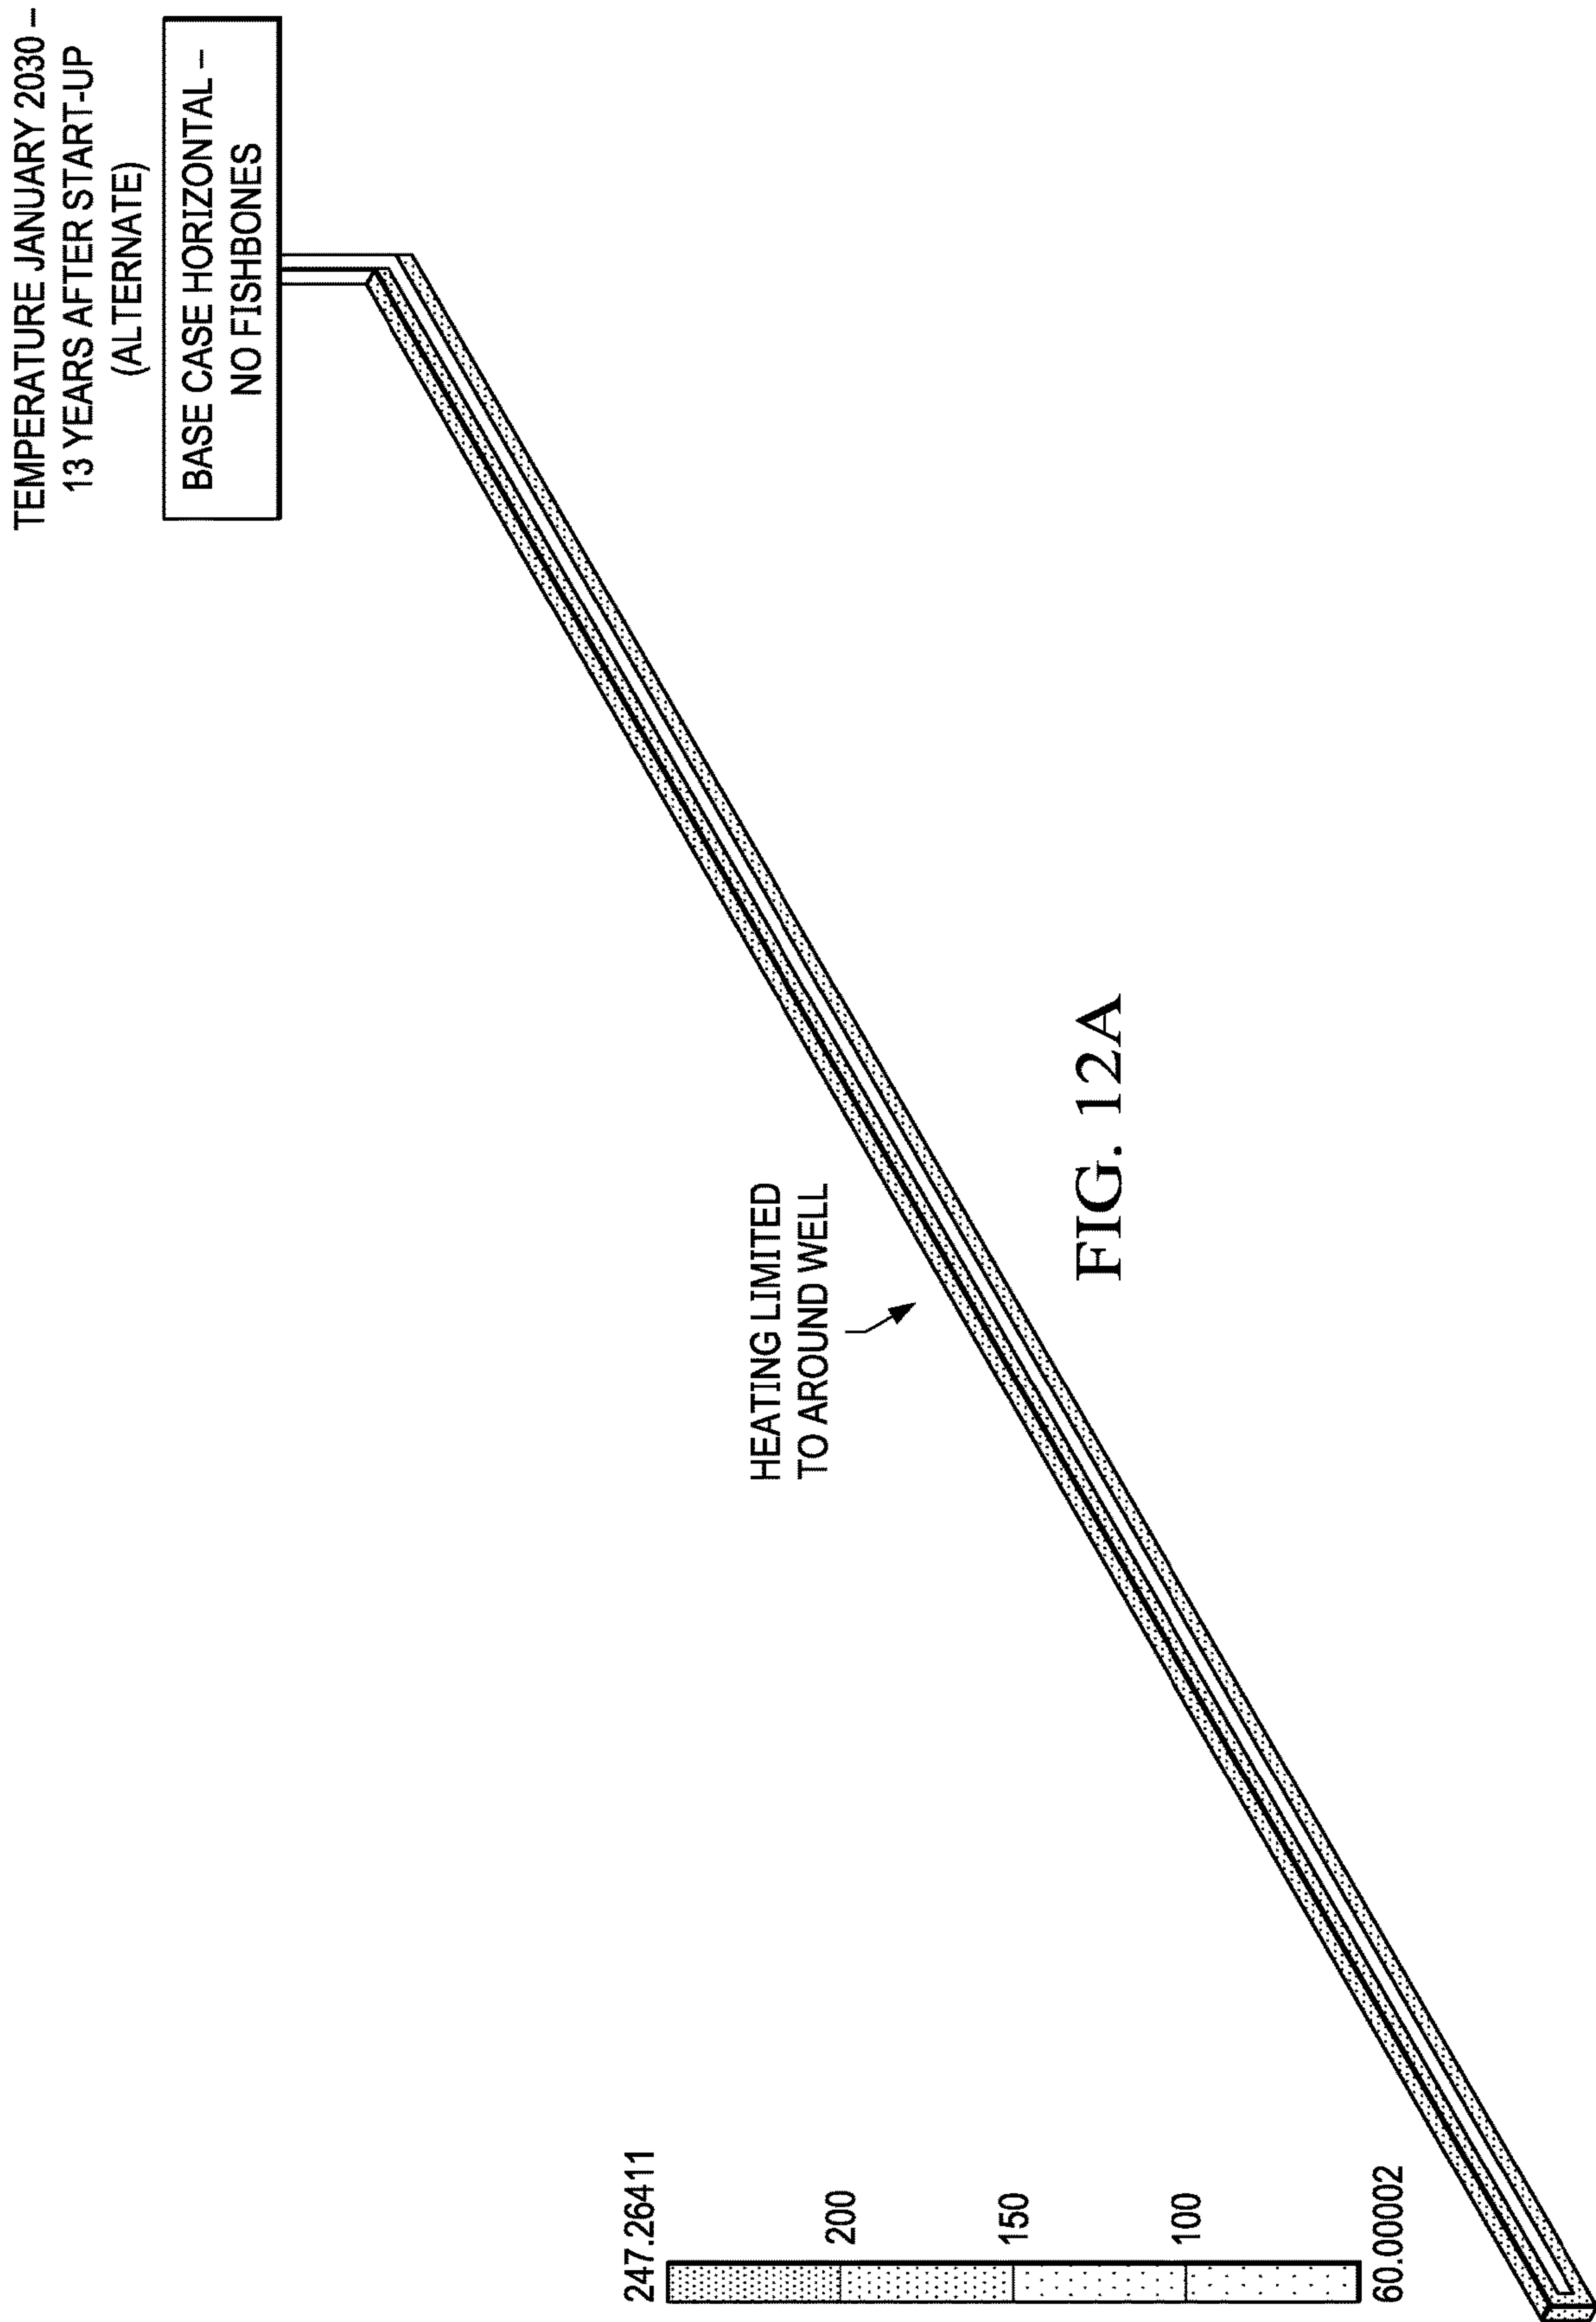 TEMPERATURE JANUARY 2030 –
13 YEARS AFTER START-UP
(ALTERNATE)
BASE CASE HORIZONTAL –
NO FISHBONES
HEATING LIMITED
TO AROUND WELL
247.26411
200
150
100
60.00002
FIG. 12A